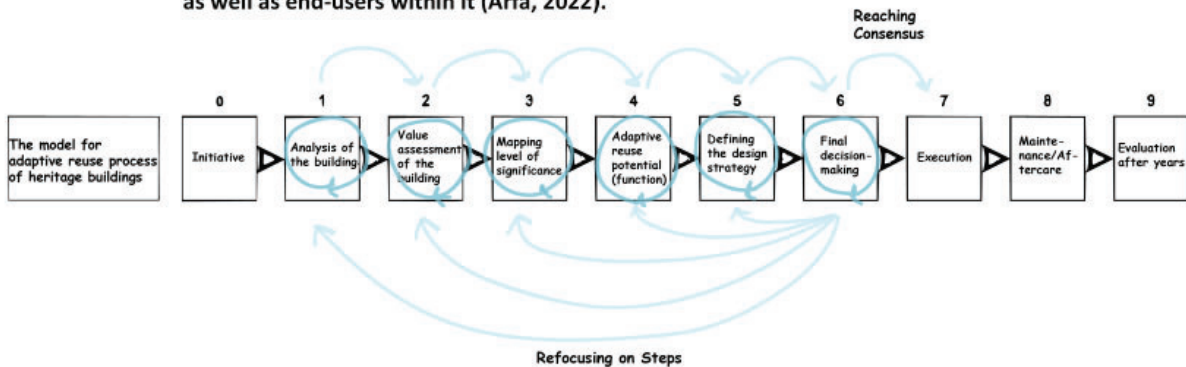 as well as end-users within it (Arfa, 2022).
Reaching
Consensus
0
1
2
3
4
5
6
7
8
9
The model for
adaptive reuse process
of heritage buildings
Initiative
Analysis of
the building
Value
assessment
of the
building
Mapping
level of
significance
Adaptive
reuse
potential
(function)
Defining
the design
strategy
Final
decision-
making
Execution
Mainte-
nance/Af-
tercare
Evaluation
after years
Refocusing on Steps